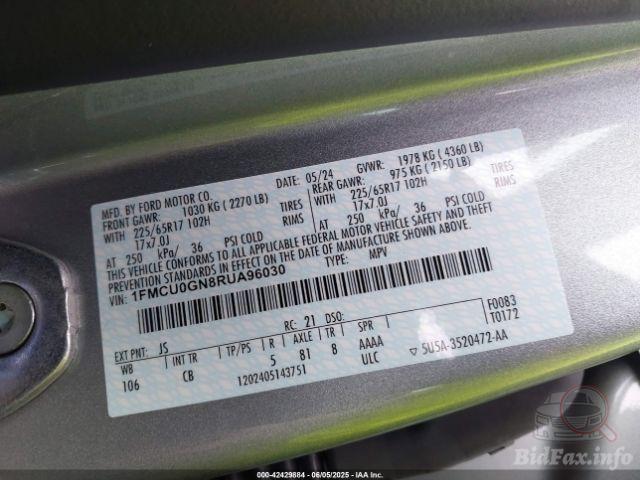 MFD. BY FORD MOTOR CO. DATE: 05/24 GVWR: 1978 KG ( 4360 LB)
FRONT GAWR: 1030 KG ( 2270 LB) REAR GAWR: 975 KG ( 2150 LB)
WITH 225/65R17 102H TIRES WITH 225/65R17 102H TIRES
17x7.0J RIMS 17x7.0J RIMS
AT 250 kPa/ 36 PSI COLD AT 250 kPa/ 36 PSI COLD
THIS VEHICLE CONFORMS TO ALL APPLICABLE FEDERAL MOTOR VEHICLE SAFETY AND THEFT
PREVENTION STANDARDS IN EFFECT ON THE DATE OF MANUFACTURE SHOWN ABOVE.
VIN: 1FMCU0GN8RUA96030 TYPE: MPV
F0083
T0172
EXT PNT: JS RC: 21 DSO:
WB INT TR TP/PS R AXLE TR SPR
106 CB 5 81 8 AAAA
ULC
1202405143751
▽ 5U5A-3520472-AA
BidFax.info
000-42429884 - 06/05/2025 - IAA Inc.